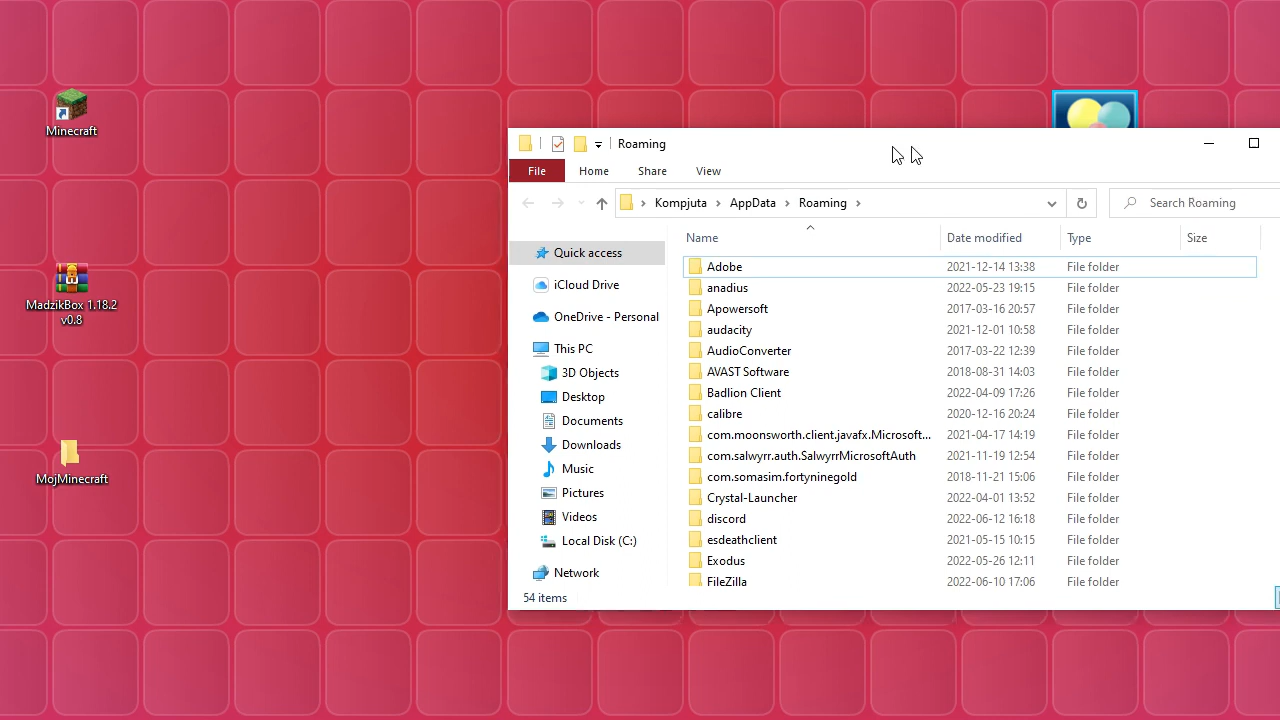 Minecraft
MadzikBox 1.18.2
v0.8
MojMinecraft
Roaming
File Home Share View
Kompjuta AppData Roaming
Search Roaming
Name Date modified Type Size
Quick access
iCloud Drive
OneDrive - Personal
This PC
3D Objects
Desktop
Documents
Downloads
Music
Pictures
Videos
Local Disk (C:)
Network
Adobe 2021-12-14 13:38 File folder
anadius 2022-05-23 19:15 File folder
Apowersoft 2017-03-16 20:57 File folder
audacity 2021-12-01 10:58 File folder
AudioConverter 2017-03-22 12:39 File folder
AVAST Software 2018-08-31 14:03 File folder
Badlion Client 2022-04-09 17:26 File folder
calibre 2020-12-16 20:24 File folder
com.moonsworth.client.javafx.Microsoft... 2021-04-17 14:19 File folder
com.salwyrr.auth.SalwyrrMicrosoftAuth 2021-11-19 12:54 File folder
com.somasim.fortyninegold 2018-11-21 15:06 File folder
Crystal-Launcher 2022-04-01 13:52 File folder
discord 2022-06-12 16:18 File folder
esdeathclient 2021-05-15 10:15 File folder
Exodus 2022-05-26 12:11 File folder
FileZilla 2022-06-10 17:06 File folder
54 items